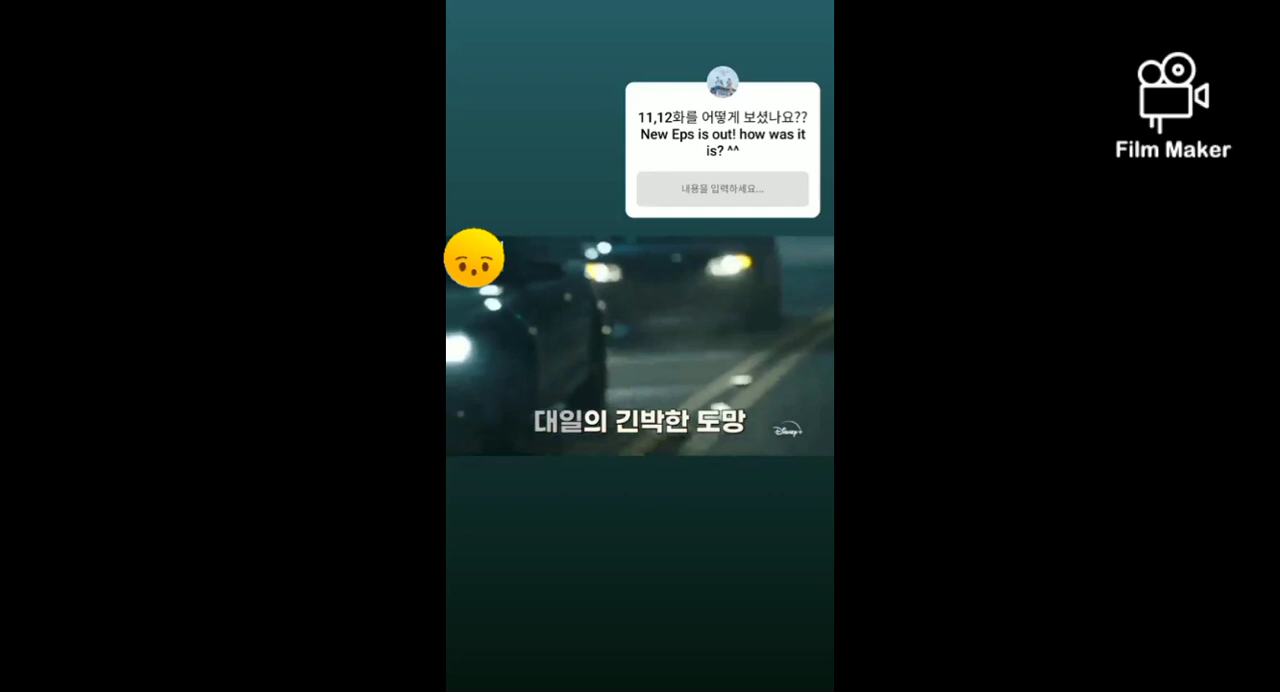 11,12화를 어떻게 보셨나요??
New Eps is out! how was it
is? ^^
내용을 입력하세요...
대일의 긴박한 도망
Disney+
Film Maker